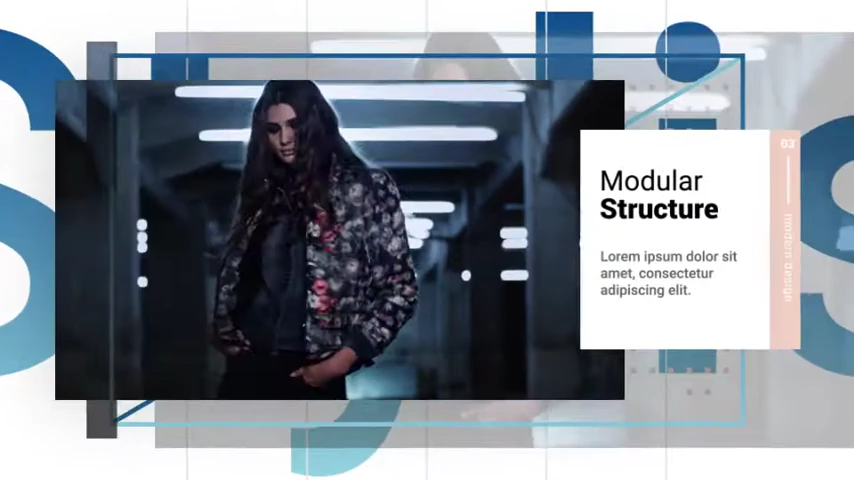 Modular
Structure
Lorem ipsum dolor sit
amet, consectetur
adipiscing elit.
03
modern design